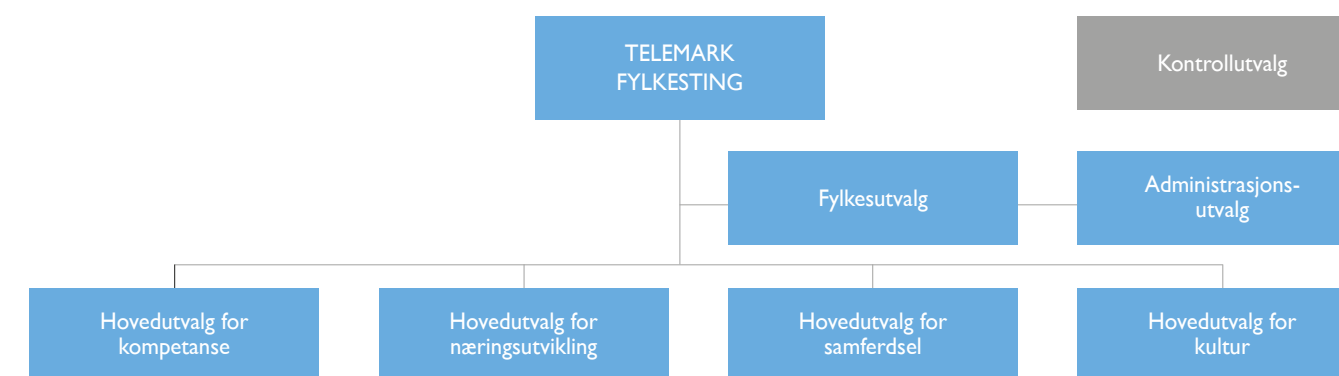 TELEMARK
FYLKESTING
Kontrollutvalg
Fylkesutvalg
Administrasjons-
utvalg
Hovedutvalg for
kompetanse
Hovedutvalg for
næringsutvikling
Hovedutvalg for
samferdsel
Hovedutvalg for
kultur